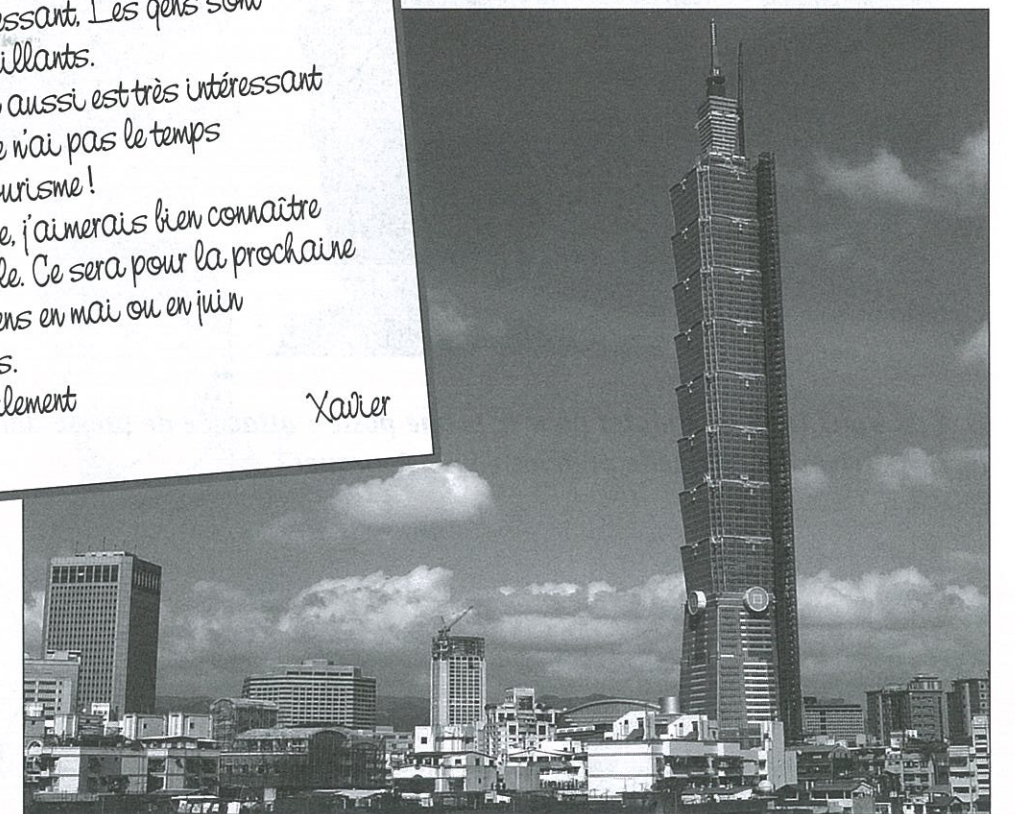 essant. Les gens sont
illants.
aussi est très intéressant
e n'ai pas le temps
urisme !
e, j'aimerais bien connaître
le. Ce sera pour la prochaine
ens en mai ou en juin
s.
lement
Xavier